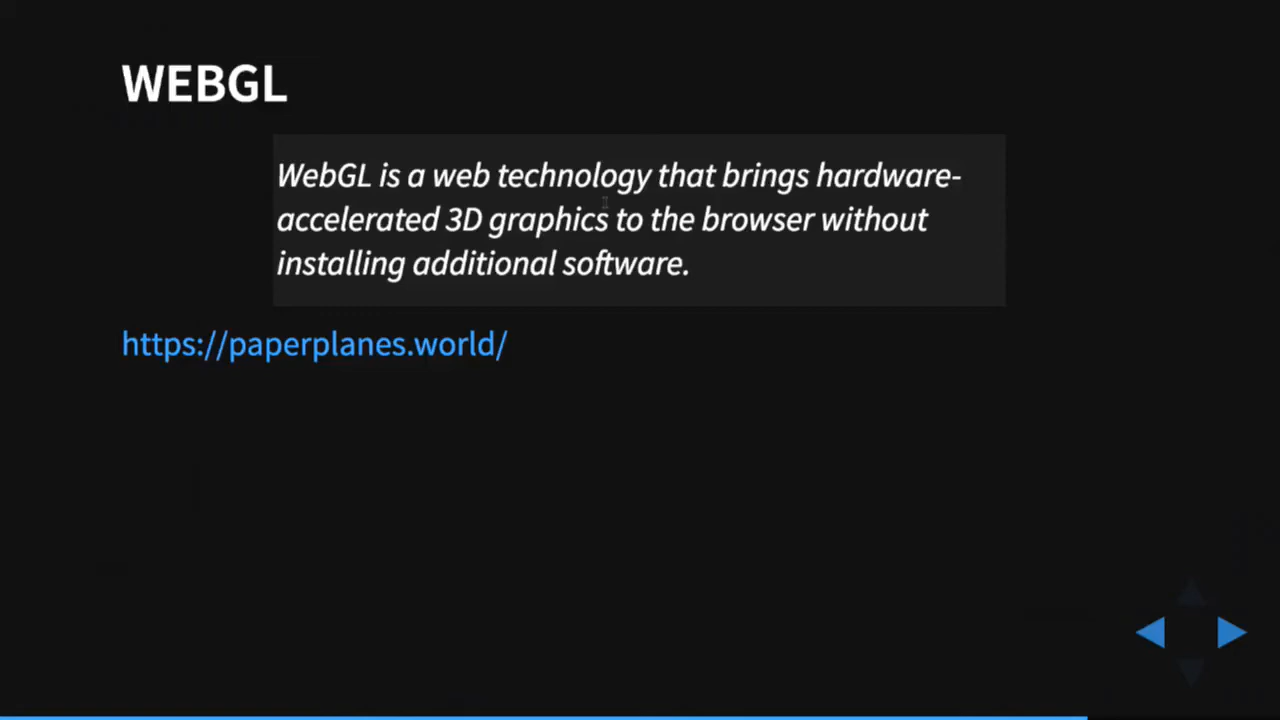 WEBGL
WebGL is a web technology that brings hardware-
accelerated 3D graphics to the browser without
installing additional software.
https://paperplanes.world/